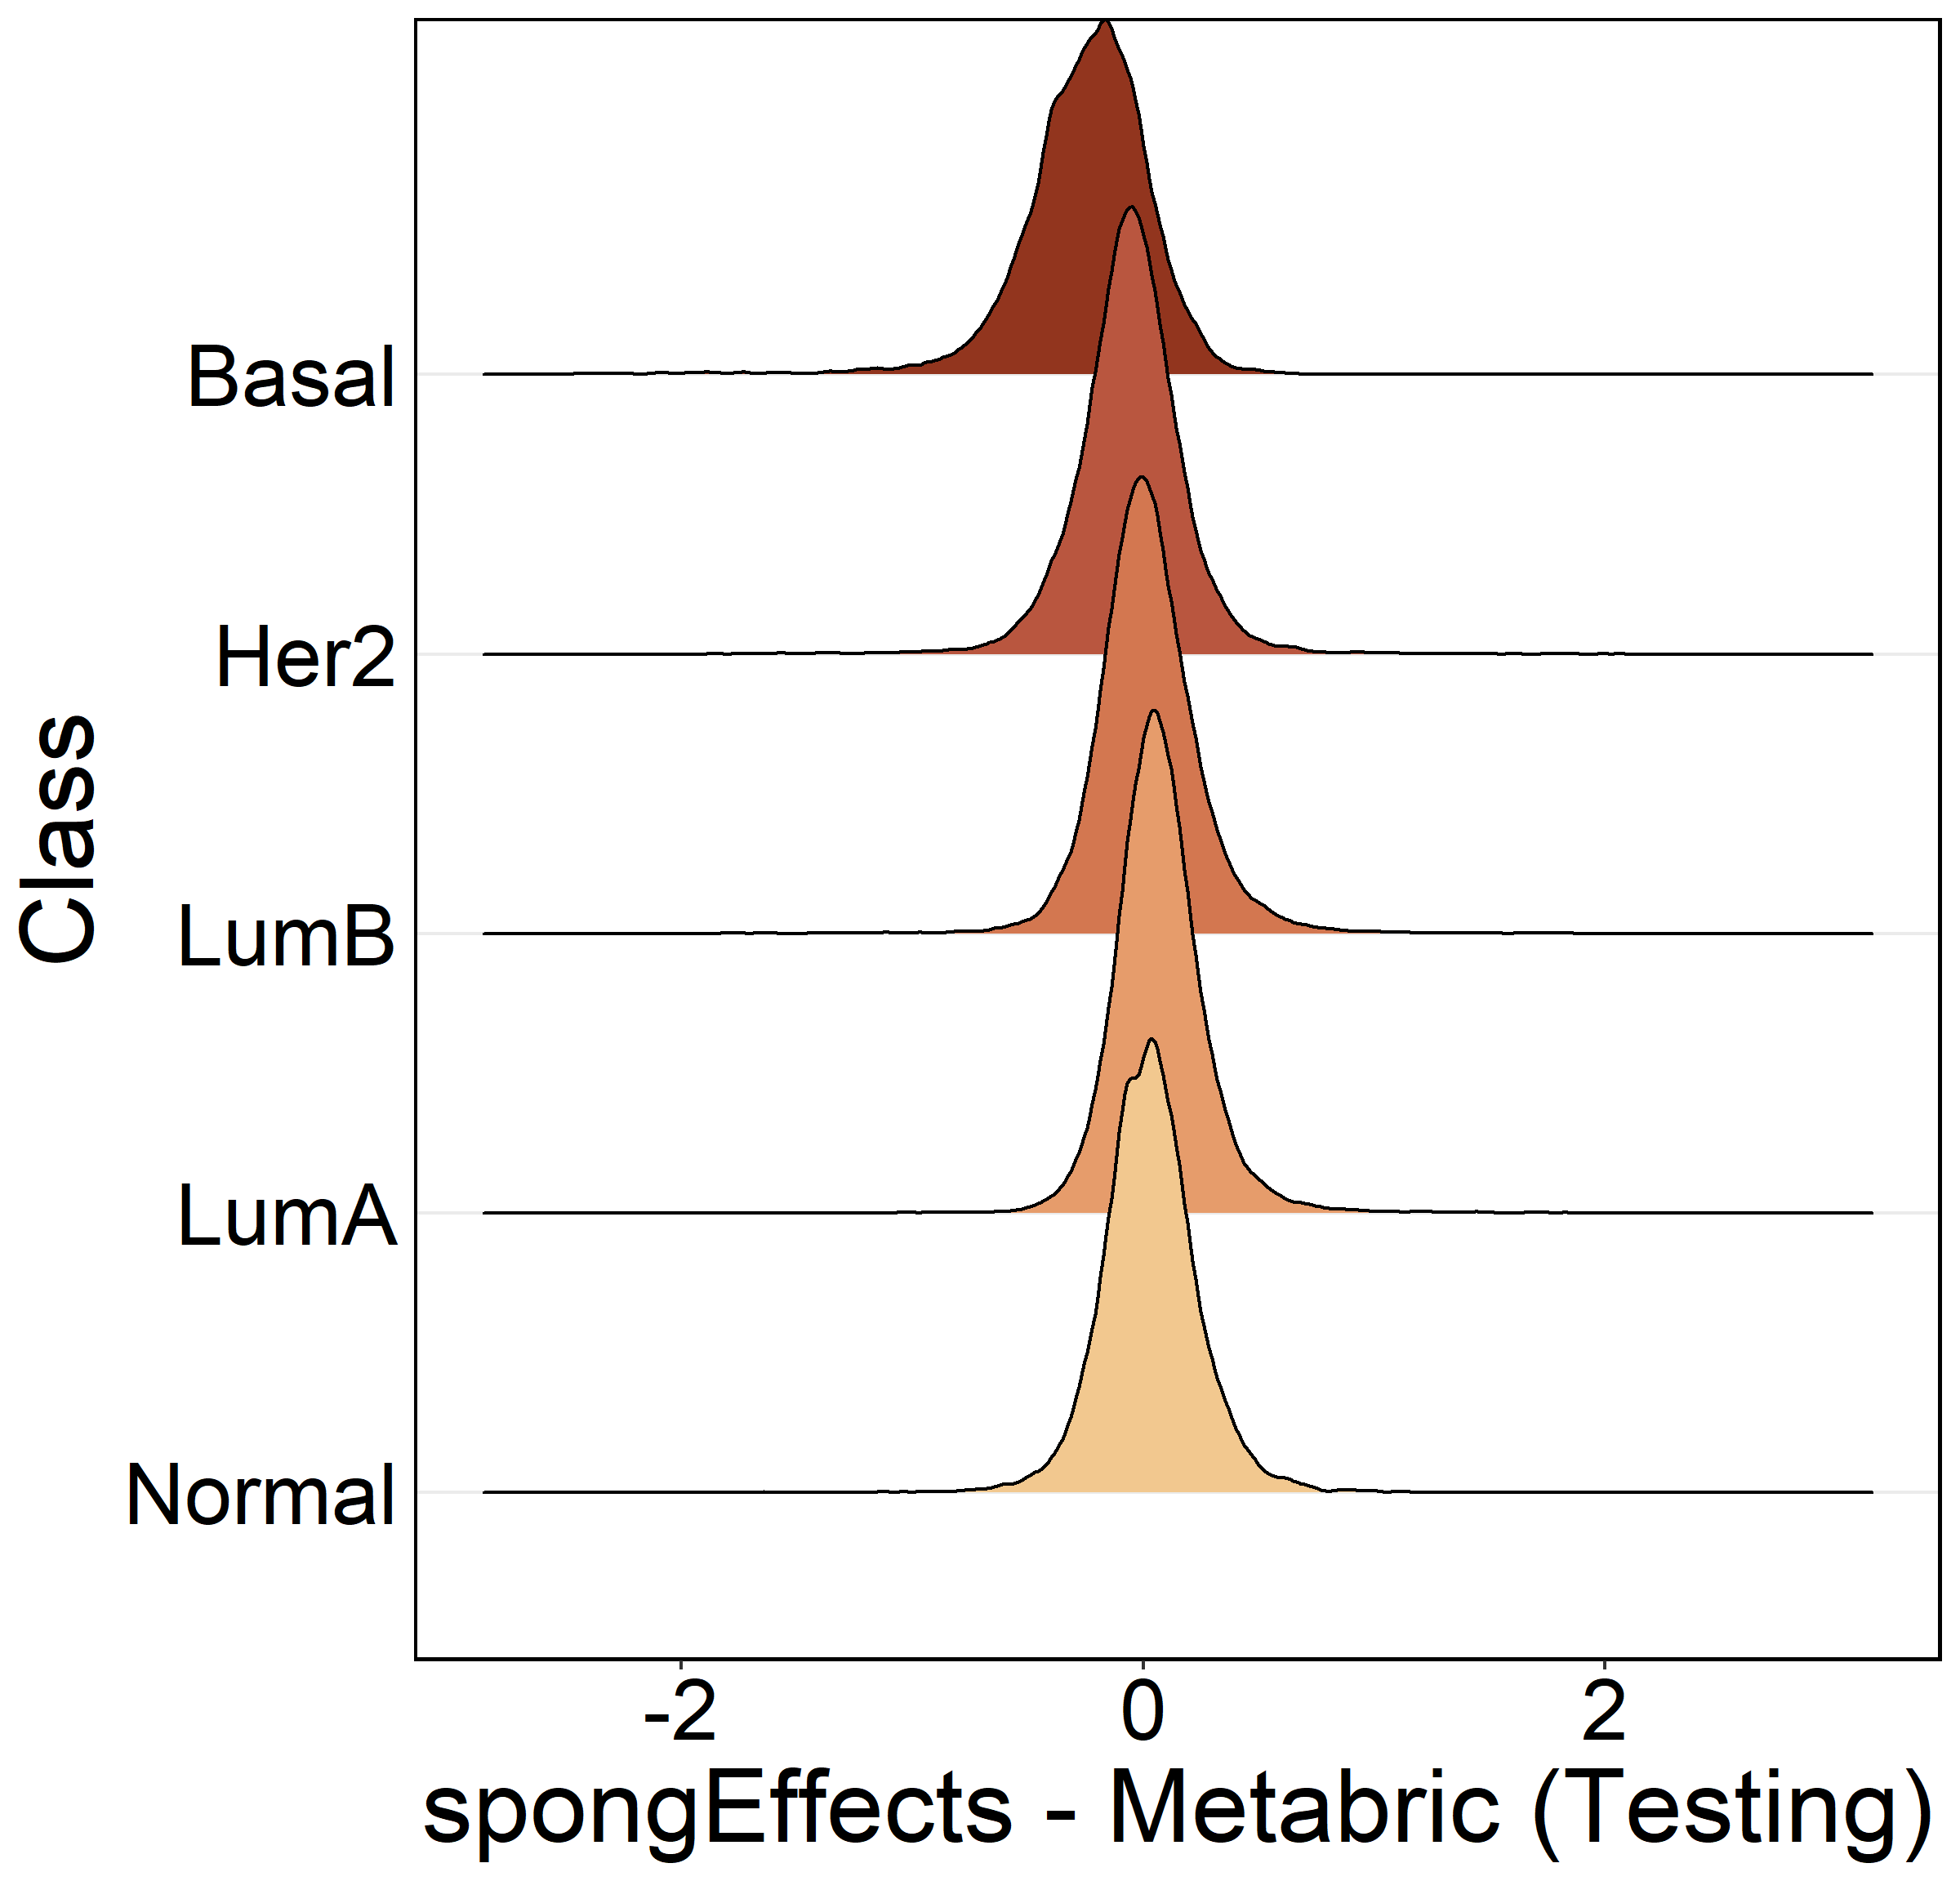 Class
Basal
Her2
LumB
LumA
Normal
-2 0 2
spongEffects - Metabric (Testing)